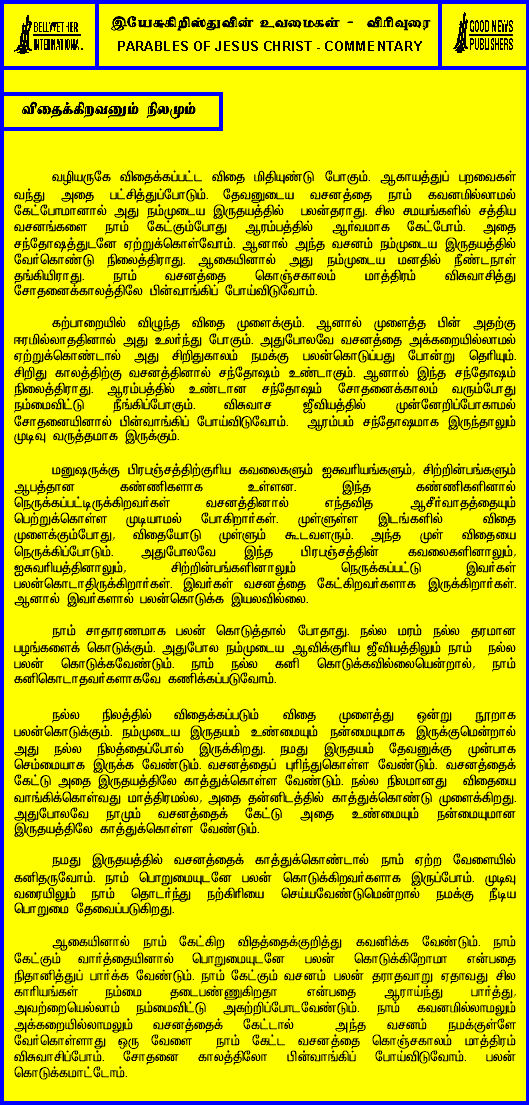 BELLWETHER
INTERNATIONAL
இயேசுகிறிஸ்துவின் உவமைகள் - விரிவுரை
PARABLES OF JESUS CHRIST - COMMENTARY
GOOD NEWS
PUBLISHERS
விதைக்கிறவனும் நிலமும்
வழியருகே விதைக்கப்பட்ட விதை மிதியுண்டு போகும். ஆகாயத்துப் பறவைகள்
வந்து அதை பட்சித்துப்போடும். தேவனுடைய வசனத்தை நாம் கவனமில்லாமல்
கேட்போமானால் அது நம்முடைய இருதயத்தில் பலன்தராது. சில சமயங்களில் சத்திய
வசனங்களை நாம் கேட்கும்போது ஆரம்பத்தில் ஆர்வமாக கேட்போம். அதை
சந்தோஷத்துடனே ஏற்றுக்கொள்வோம். ஆனால் அந்த வசனம் நம்முடைய இருதயத்தில்
வேர்கொண்டு நிலைத்திராது. ஆகையினால் அது நம்முடைய மனதில் நீண்டநாள்
தங்கியிராது. நாம் வசனத்தை கொஞ்சகாலம் மாத்திரம் விசுவாசித்து
சோதனைக்காலத்திலே பின்வாங்கிப் போய்விடுவோம்.
கற்பாறையில் விழுந்த விதை முளைக்கும். ஆனால் முளைத்த பின் அதற்கு
ஈரமில்லாததினால் அது உலர்ந்து போகும். அதுபோலவே வசனத்தை அக்கறையில்லாமல்
ஏற்றுக்கொண்டால் அது சிறிதுகாலம் நமக்கு பலன்கொடுப்பது போன்று தெரியும்.
சிறிது காலத்திற்கு வசனத்தினால் சந்தோஷம் உண்டாகும். ஆனால் இந்த சந்தோஷம்
நிலைத்திராது. ஆரம்பத்தில் உண்டான சந்தோஷம் சோதனைக்காலம் வரும்போது
நம்மைவிட்டு நீங்கிப்போகும். விசுவாச ஜீவியத்தில் முன்னேறிப்போகாமல்
சோதனையினால் பின்வாங்கிப் போய்விடுவோம். ஆரம்பம் சந்தோஷமாக இருந்தாலும்
முடிவு வருத்தமாக இருக்கும்.
மனுஷருக்கு பிரபஞ்சத்திற்குரிய கவலைகளும் ஐசுவரியங்களும், சிற்றின்பங்களும்
ஆபத்தான கண்ணிகளாக உள்ளன. இந்த கண்ணிகளினால்
நெருக்கப்பட்டிருக்கிறவர்கள் வசனத்தினால் எந்தவித ஆசீர்வாதத்தையும்
பெற்றுக்கொள்ள முடியாமல் போகிறார்கள். முள்ளுள்ள இடங்களில் விதை
முளைக்கும்போது, விதையோடு முள்ளும் கூடவளரும். அந்த முள் விதையை
நெருக்கிப்போடும். அதுபோலவே இந்த பிரபஞ்சத்தின் கவலைகளினாலும்,
ஐசுவரியத்தினாலும், சிற்றின்பங்களினாலும் நெருக்கப்பட்டு இவர்கள்
பலன்கொடாதிருக்கிறார்கள். இவர்கள் வசனத்தை கேட்கிறவர்களாக இருக்கிறார்கள்.
ஆனால் இவர்களால் பலன்கொடுக்க இயலவில்லை.
நாம் சாதாரணமாக பலன் கொடுத்தால் போதாது. நல்ல மரம் நல்ல தரமான
பழங்களைக் கொடுக்கும். அதுபோல நம்முடைய ஆவிக்குரிய ஜீவியத்திலும் நாம் நல்ல
பலன் கொடுக்கவேண்டும். நாம் நல்ல கனி கொடுக்கவில்லையென்றால், நாம்
கனிகொடாதவர்களாகவே கணிக்கப்படுவோம்.
நல்ல நிலத்தில் விதைக்கப்படும் விதை முளைத்து ஒன்று நூறாக
பலன்கொடுக்கும். நம்முடைய இருதயம் உண்மையும் நன்மையுமாக இருக்குமென்றால்
அது நல்ல நிலத்தைப்போல் இருக்கிறது. நமது இருதயம் தேவனுக்கு முன்பாக
செம்மையாக இருக்க வேண்டும். வசனத்தைப் புரிந்துகொள்ள வேண்டும். வசனத்தைக்
கேட்டு அதை இருதயத்திலே காத்துக்கொள்ள வேண்டும். நல்ல நிலமானது விதையை
வாங்கிக்கொள்வது மாத்திரமல்ல, அதை தன்னிடத்தில் காத்துக்கொண்டு முளைக்கிறது.
அதுபோலவே நாமும் வசனத்தைக் கேட்டு அதை உண்மையும் நன்மையுமான
இருதயத்திலே காத்துக்கொள்ள வேண்டும்.
நமது இருதயத்தில் வசனத்தைக் காத்துக்கொண்டால் நாம் ஏற்ற வேளையில்
கனிதருவோம். நாம் பொறுமையுடனே பலன் கொடுக்கிறவர்களாக இருப்போம். முடிவு
வரையிலும் நாம் தொடர்ந்து நற்கிரியை செய்யவேண்டுமென்றால் நமக்கு நீடிய
பொறுமை தேவைப்படுகிறது.
ஆகையினால் நாம் கேட்கிற விதத்தைக்குறித்து கவனிக்க வேண்டும். நாம்
கேட்கும் வார்த்தையினால் பொறுமையுடனே பலன் கொடுக்கிறோமா என்பதை
நிதானித்துப் பார்க்க வேண்டும். நாம் கேட்கும் வசனம் பலன் தராதவாறு ஏதாவது சில
காரியங்கள் நம்மை தடைபண்ணுகிறதா என்பதை ஆராய்ந்து பார்த்து,
அவற்றையெல்லாம் நம்மைவிட்டு அகற்றிப்போடவேண்டும். நாம் கவனமில்லாமலும்
அக்கறையில்லாமலும் வசனத்தைக் கேட்டால் அந்த வசனம் நமக்குள்ளே
வேர்கொள்ளாது ஒரு வேளை நாம் கேட்ட வசனத்தை கொஞ்சகாலம் மாத்திரம்
விசுவாசிப்போம். சோதனை காலத்திலோ பின்வாங்கிப் போய்விடுவோம். பலன்
கொடுக்கமாட்டோம்.